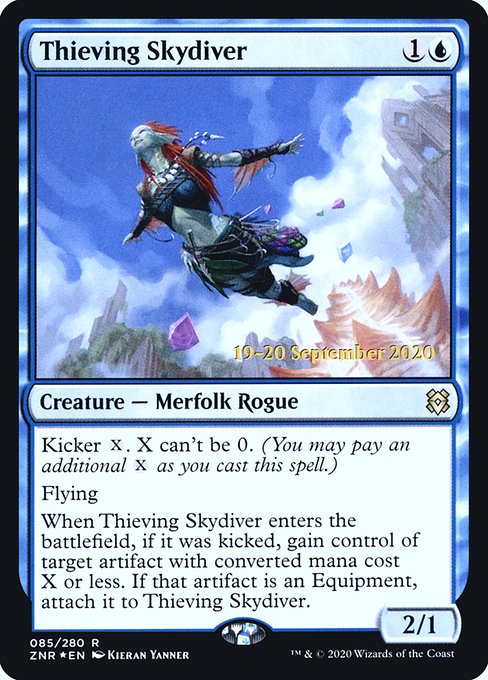 Thieving Skydiver 1
19-20 September 2020
Creature — Merfolk Rogue
Kicker X. X can't be 0. (You may pay an
additional X as you cast this spell.)
Flying
When Thieving Skydiver enters the
battlefield, if it was kicked, gain control of
target artifact with converted mana cost
X or less. If that artifact is an Equipment,
attach it to Thieving Skydiver.
2/1
085/280 R
ZNR ★ EN Kieran Yanner ™ & © 2020 Wizards of the Coast